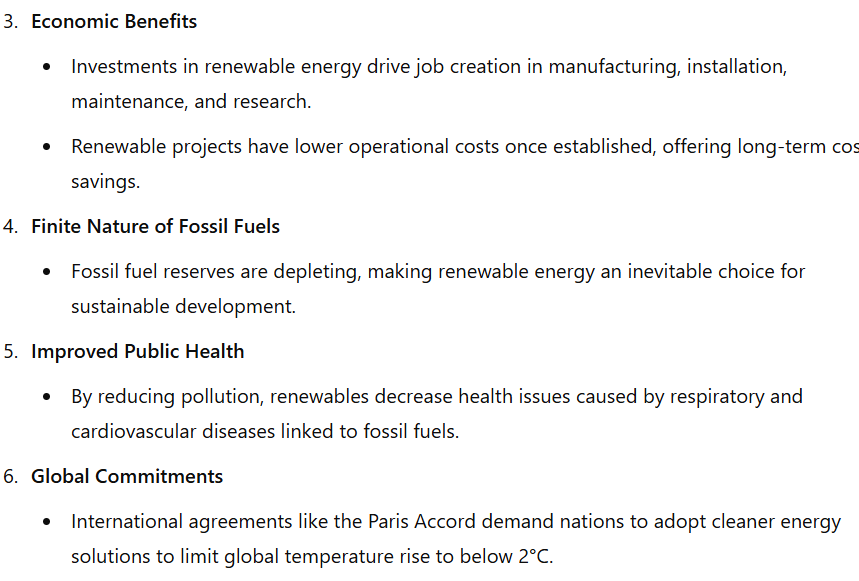 3. Economic Benefits
• Investments in renewable energy drive job creation in manufacturing, installation,
maintenance, and research.
• Renewable projects have lower operational costs once established, offering long-term cos
savings.
4. Finite Nature of Fossil Fuels
• Fossil fuel reserves are depleting, making renewable energy an inevitable choice for
sustainable development.
5. Improved Public Health
• By reducing pollution, renewables decrease health issues caused by respiratory and
cardiovascular diseases linked to fossil fuels.
6. Global Commitments
• International agreements like the Paris Accord demand nations to adopt cleaner energy
solutions to limit global temperature rise to below 2°C.